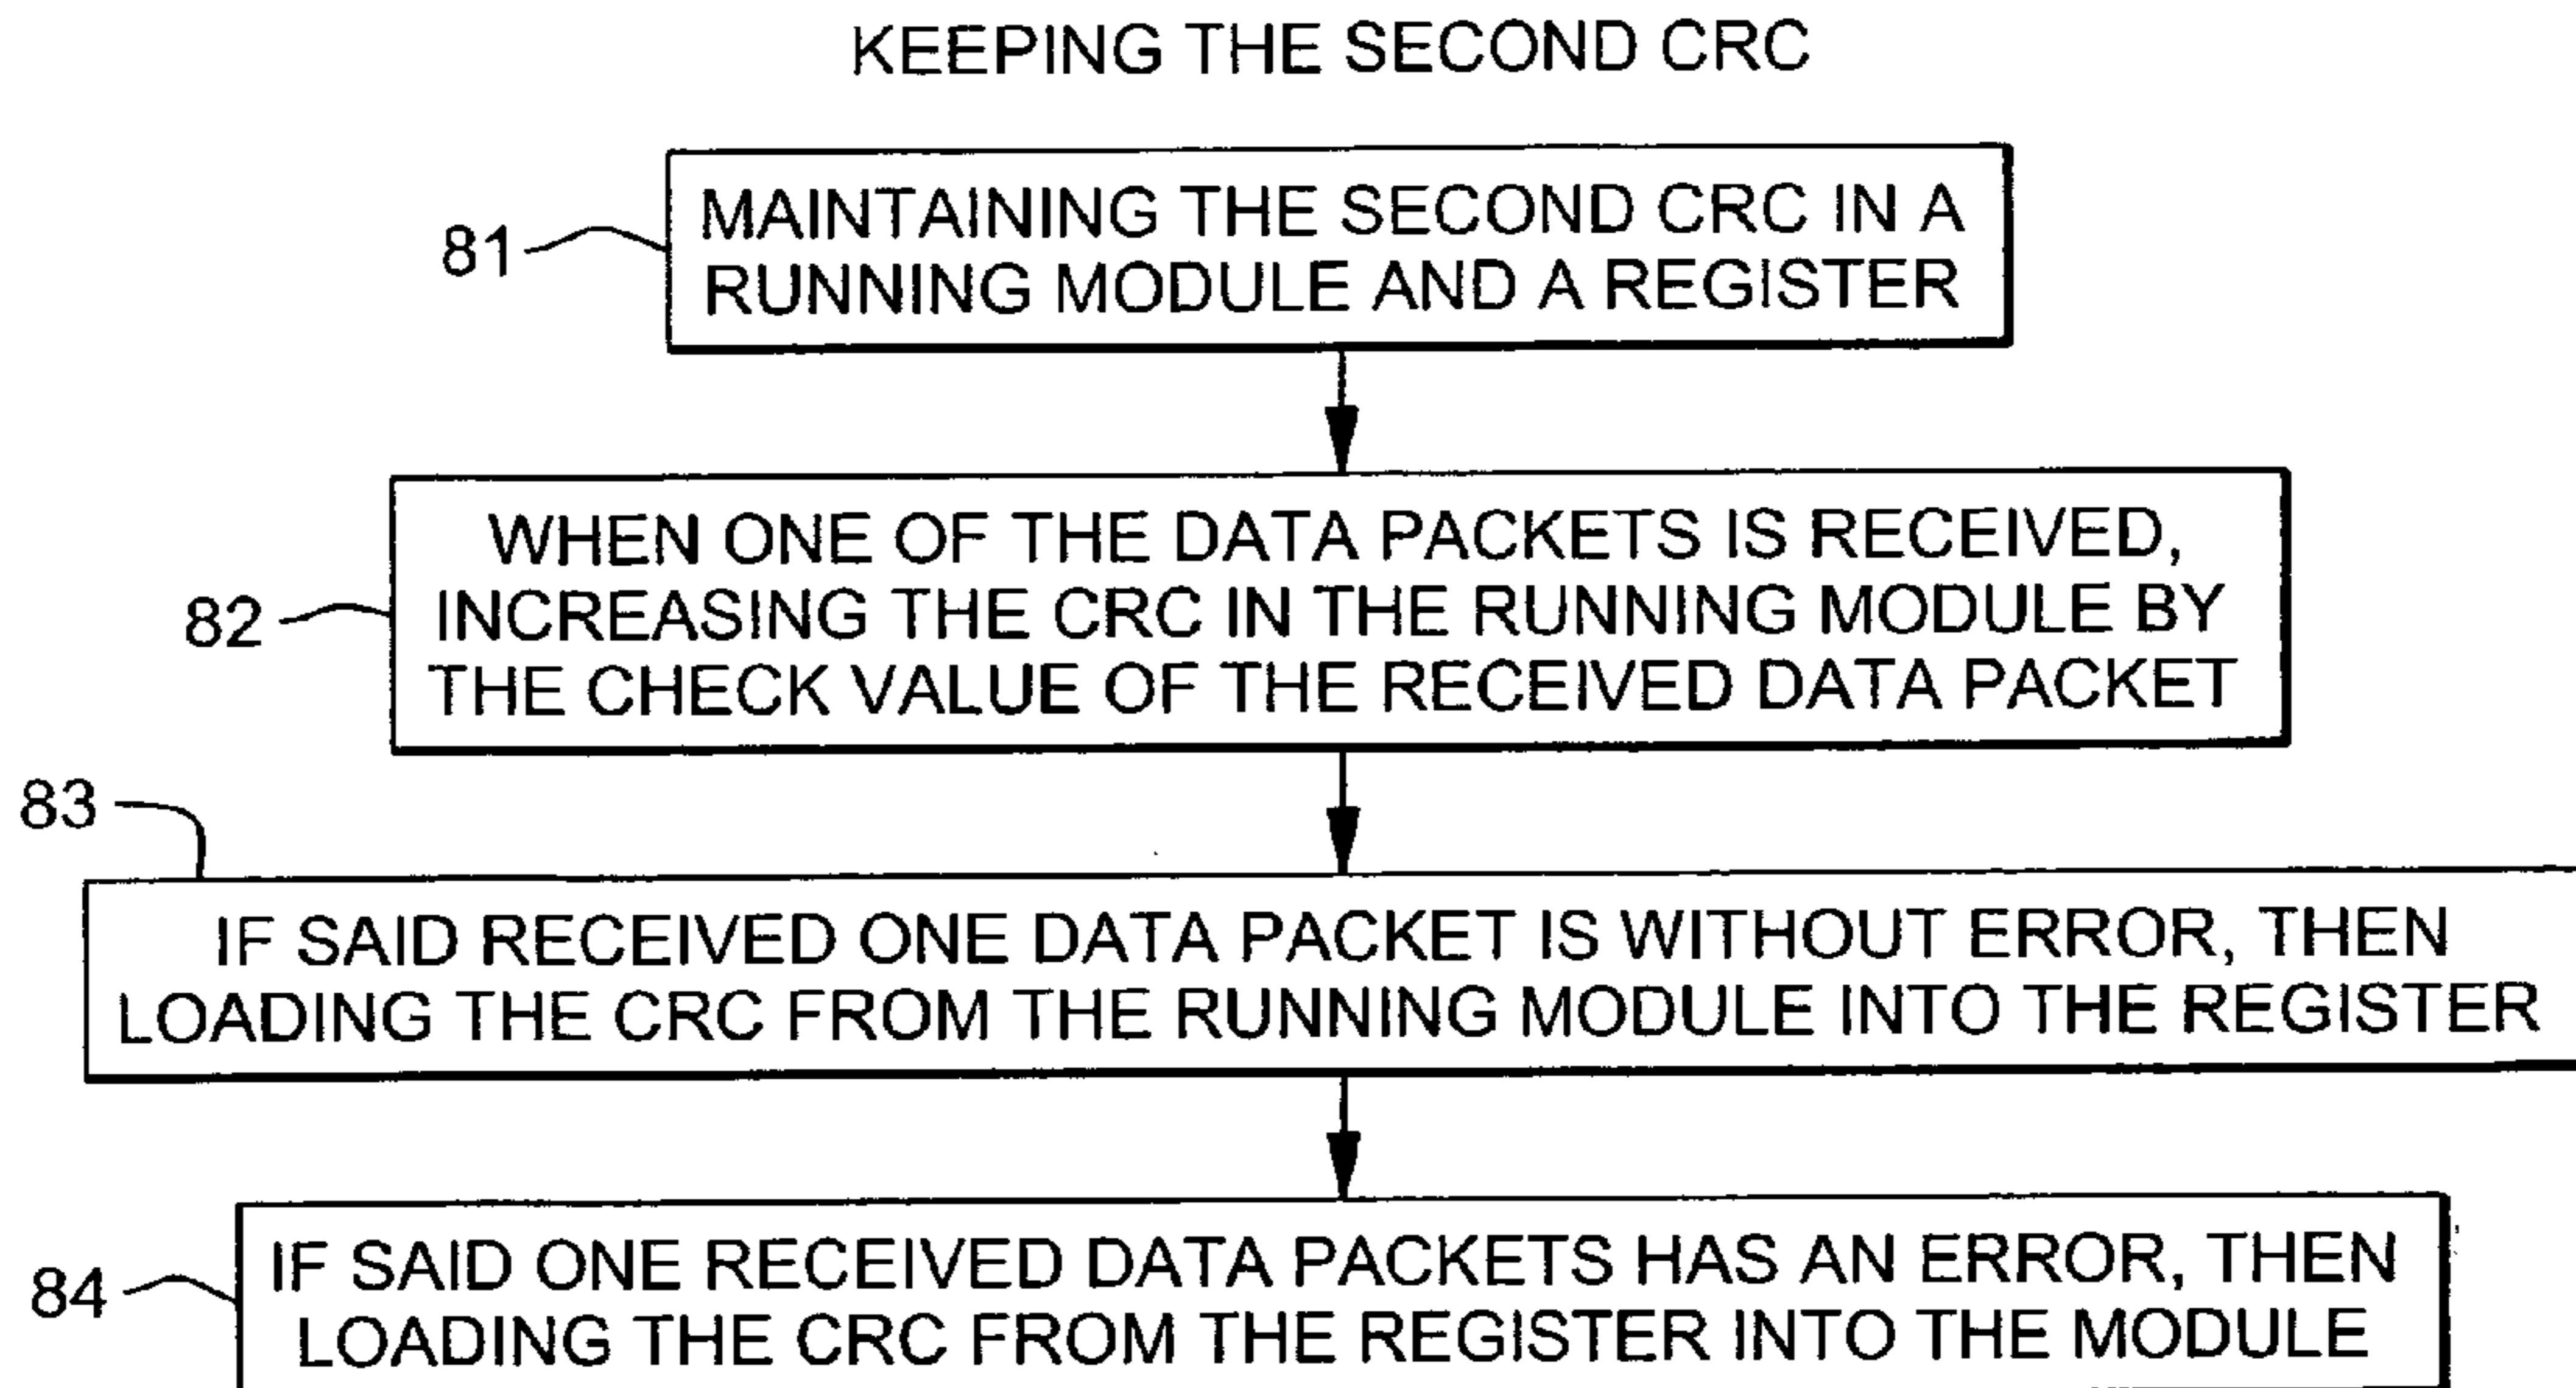 KEEPING THE SECOND CRC
81
MAINTAINING THE SECOND CRC IN A
RUNNING MODULE AND A REGISTER
82
WHEN ONE OF THE DATA PACKETS IS RECEIVED,
INCREASING THE CRC IN THE RUNNING MODULE BY
THE CHECK VALUE OF THE RECEIVED DATA PACKET
83
IF SAID RECEIVED ONE DATA PACKET IS WITHOUT ERROR, THEN
LOADING THE CRC FROM THE RUNNING MODULE INTO THE REGISTER
84
IF SAID ONE RECEIVED DATA PACKETS HAS AN ERROR, THEN
LOADING THE CRC FROM THE REGISTER INTO THE MODULE